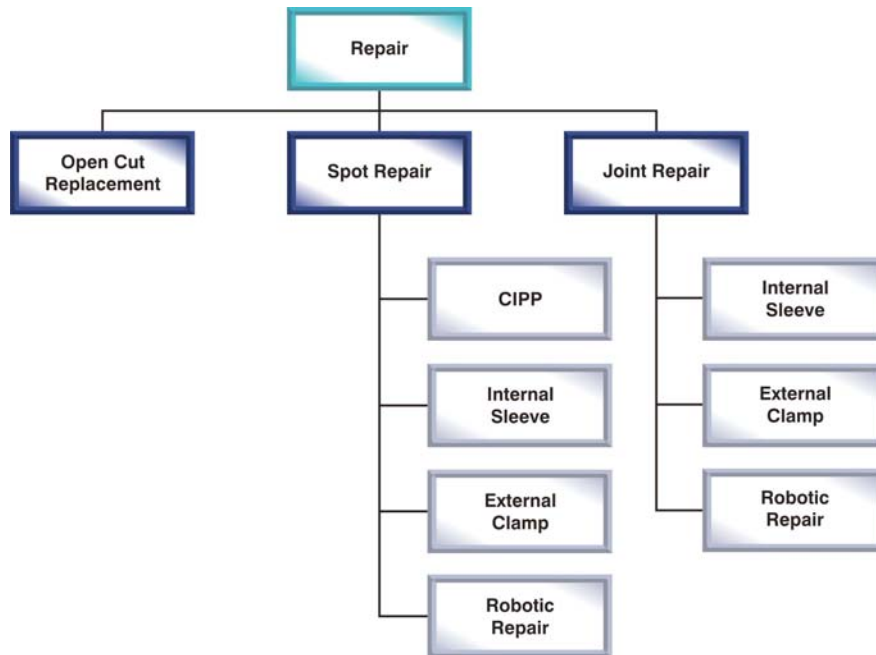 Repair
Open Cut
Replacement
Spot Repair
Joint Repair
CIPP
Internal
Sleeve
External
Clamp
Robotic
Repair
Internal
Sleeve
External
Clamp
Robotic
Repair